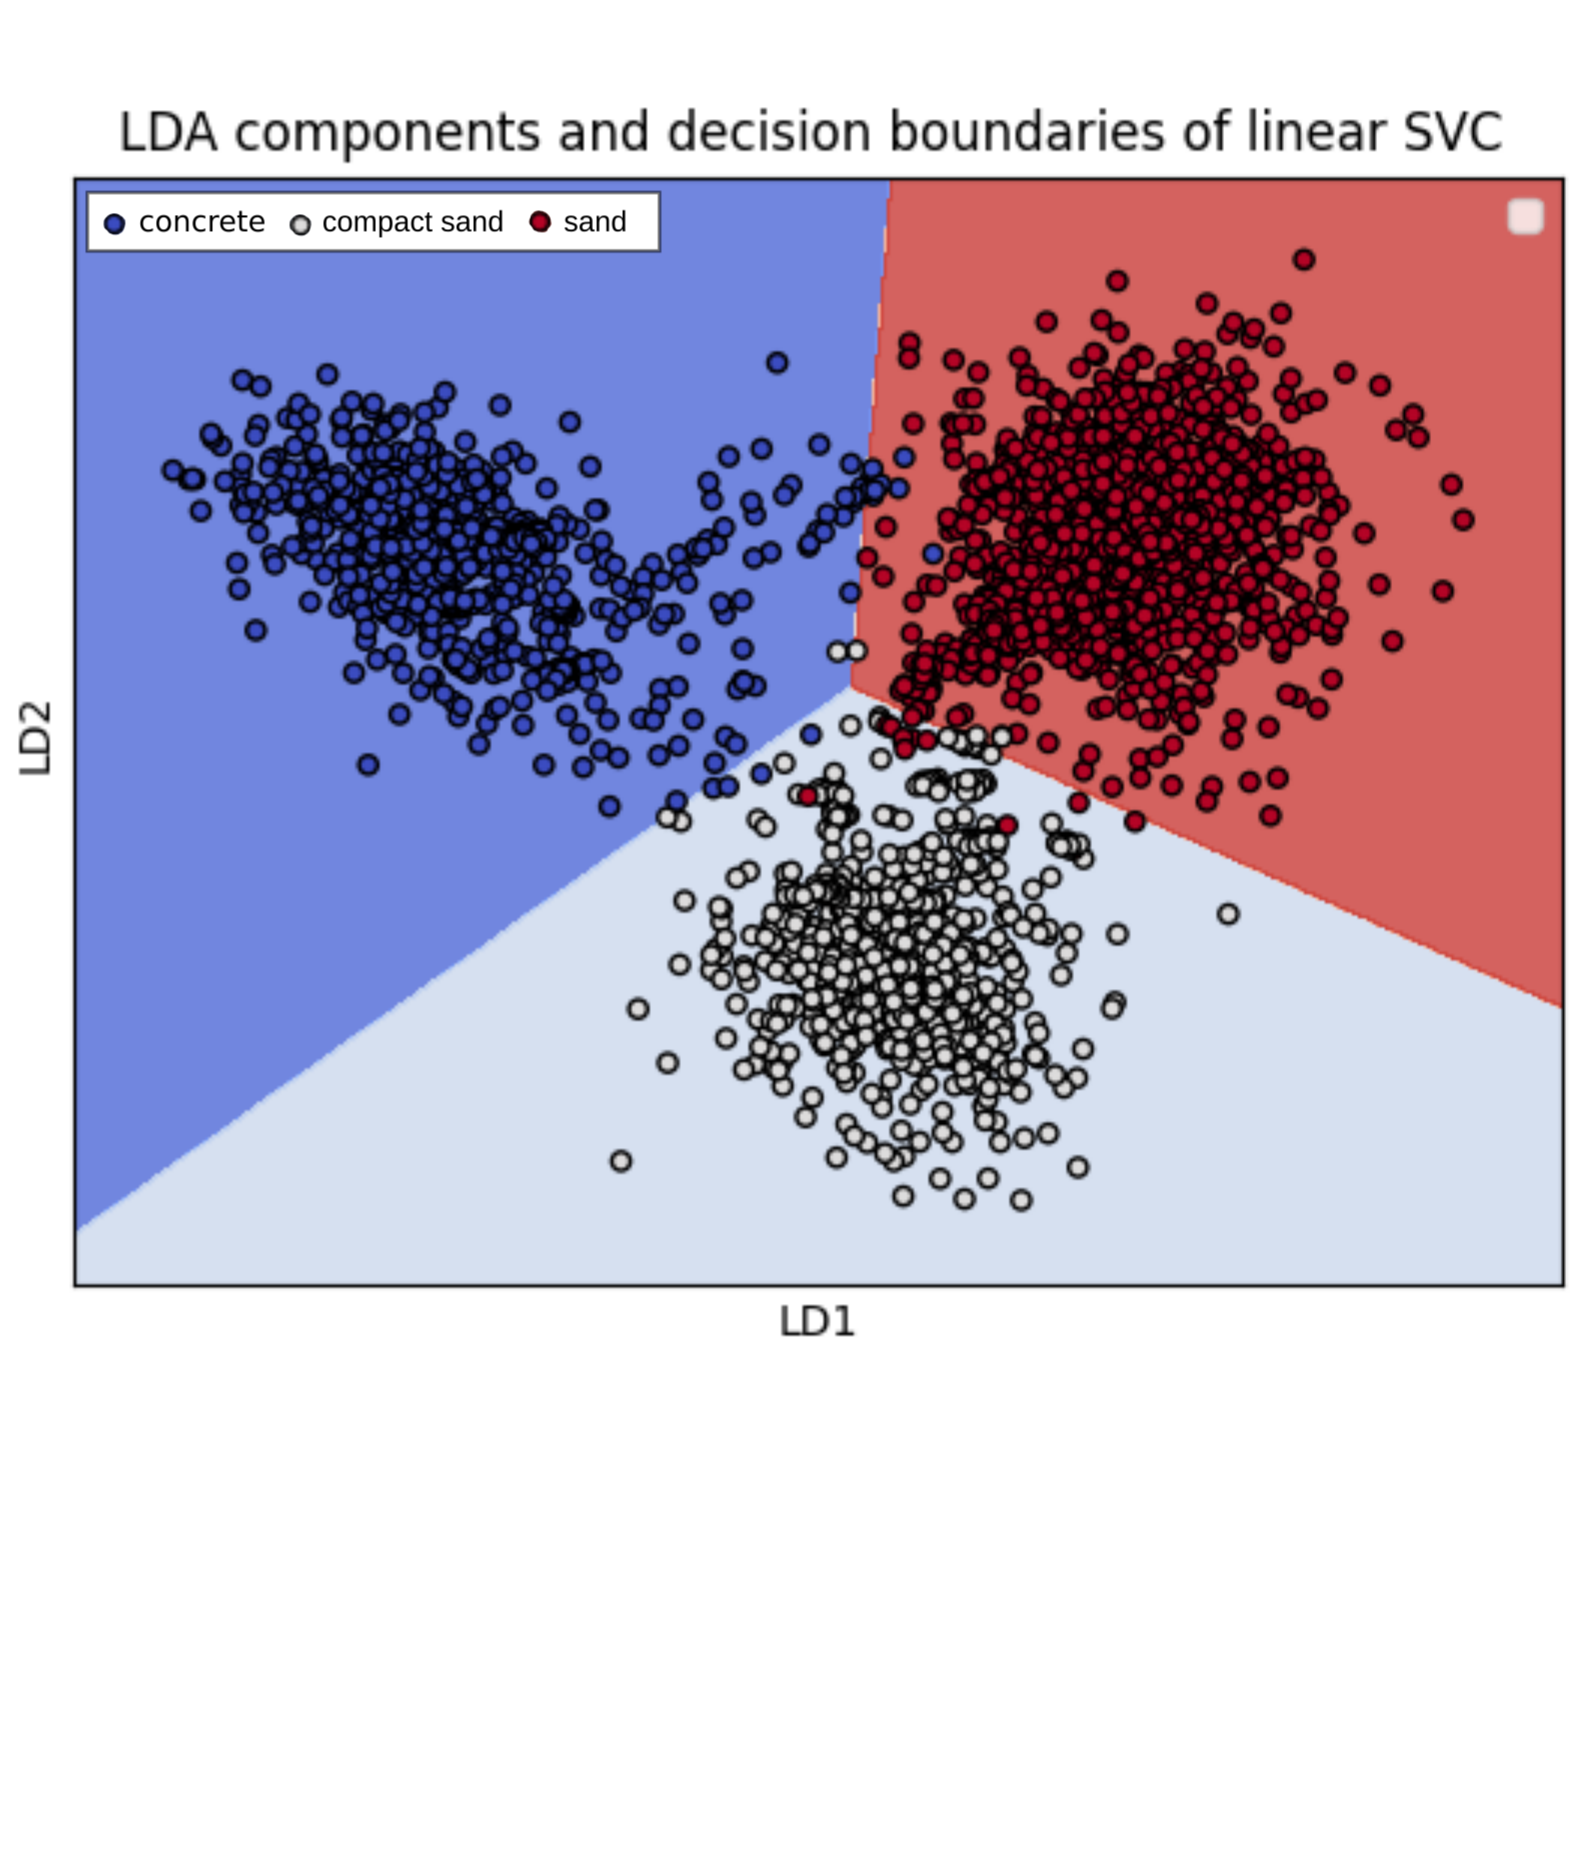 LDA components and decision boundaries of linear SVC
concrete compact sand sand
LD2
LD1